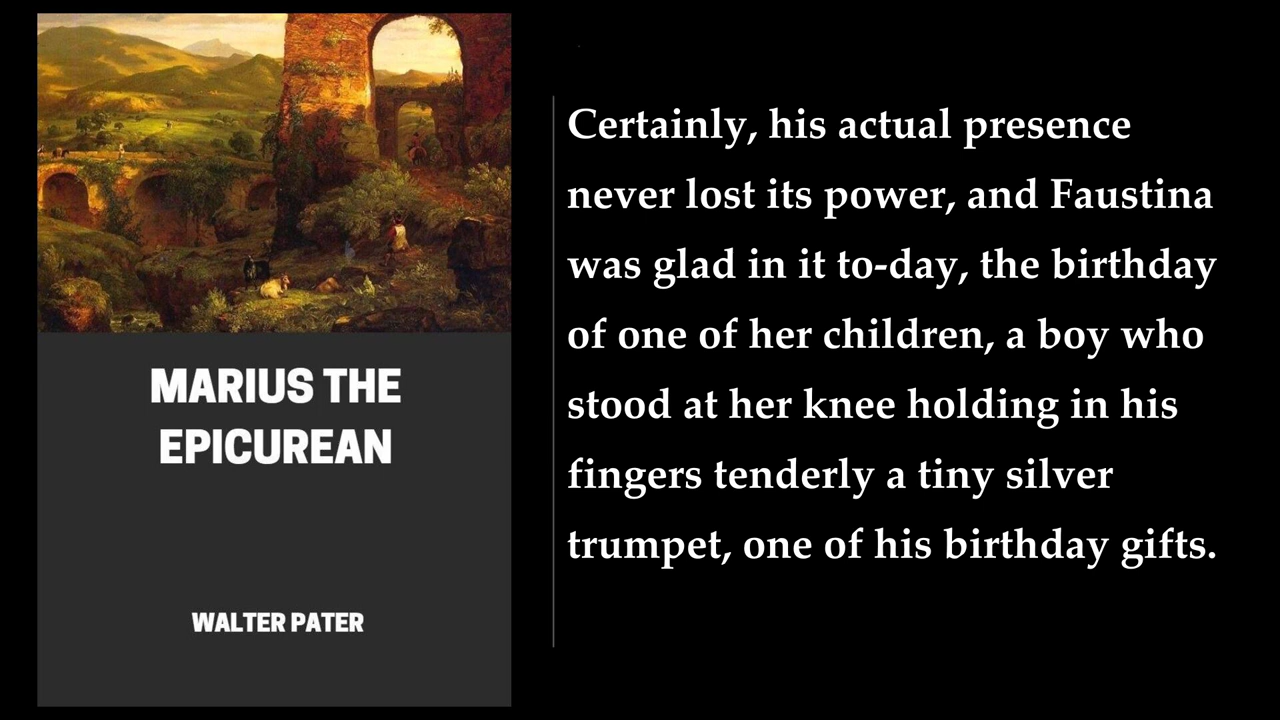 MARIUS THE
EPICUREAN
WALTER PATER
Certainly, his actual presence
never lost its power, and Faustina
was glad in it to-day, the birthday
of one of her children, a boy who
stood at her knee holding in his
fingers tenderly a tiny silver
trumpet, one of his birthday gifts.